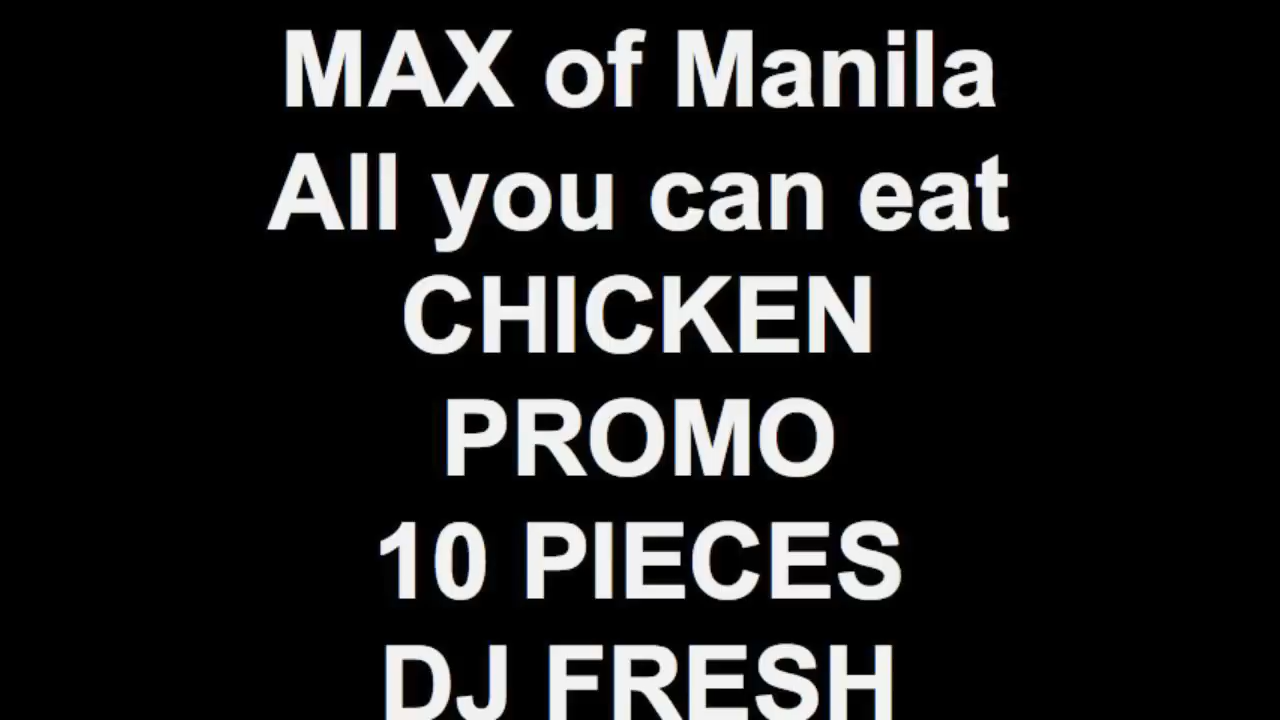 MAX of Manila
All you can eat
CHICKEN
PROMO
10 PIECES
DJ FRESH